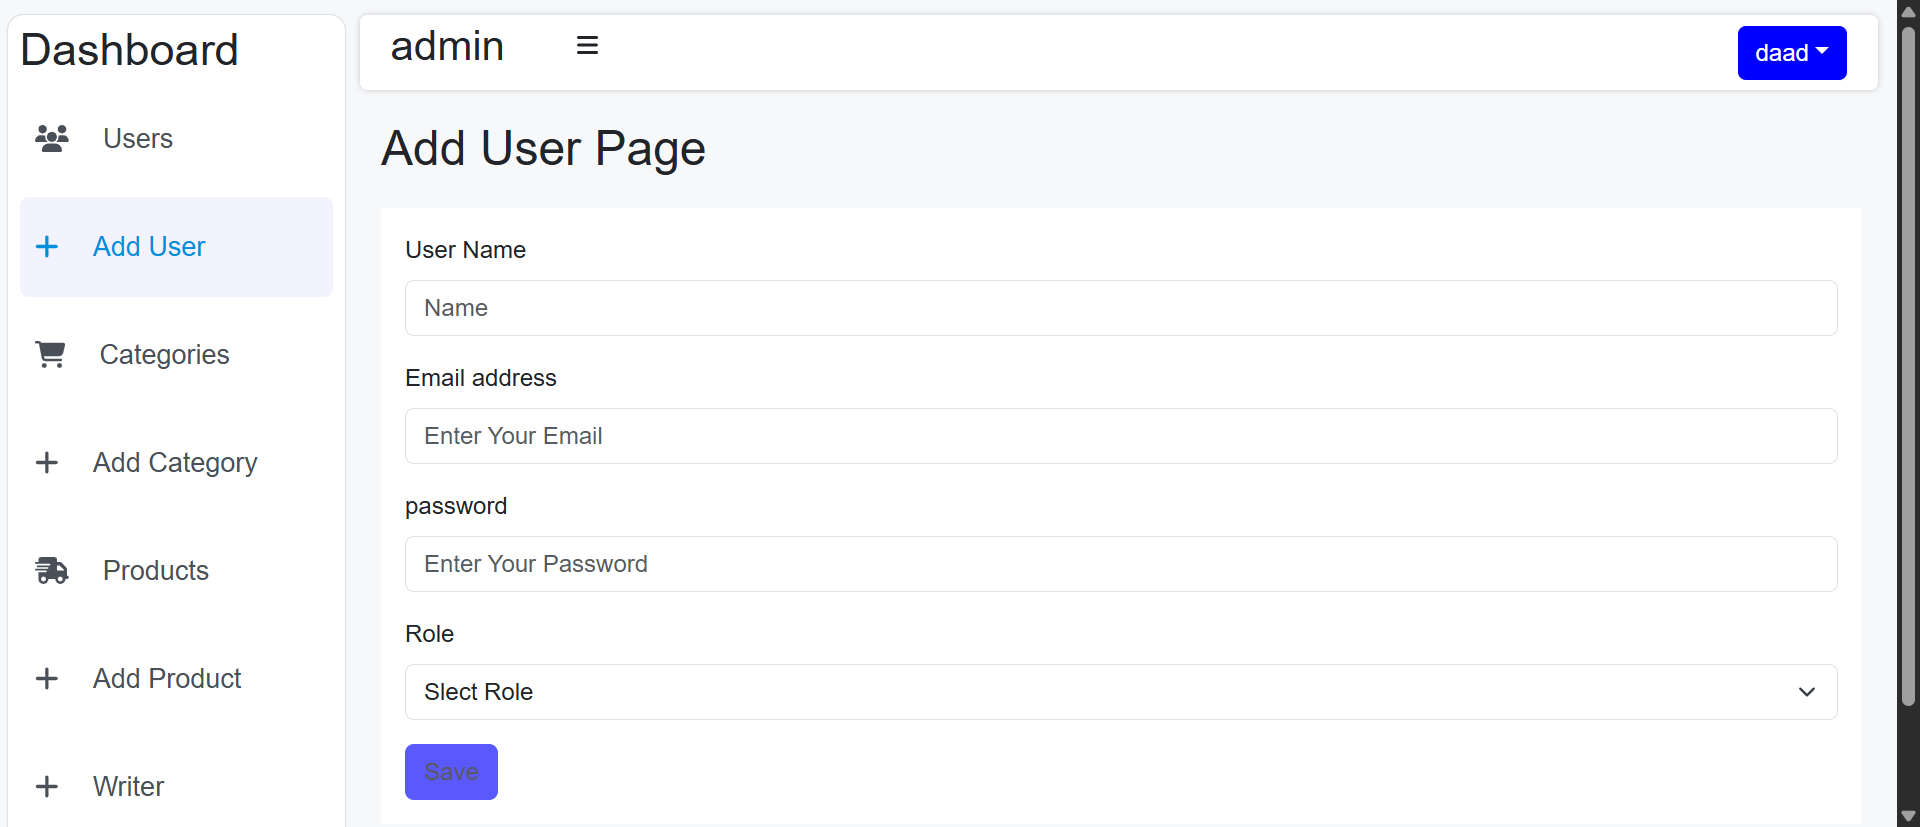 Dashboard
Users
Add User
Categories
Add Category
Products
Add Product
Writer
admin
daad
Add User Page
User Name
Name
Email address
Enter Your Email
password
Enter Your Password
Role
Slect Role
Save